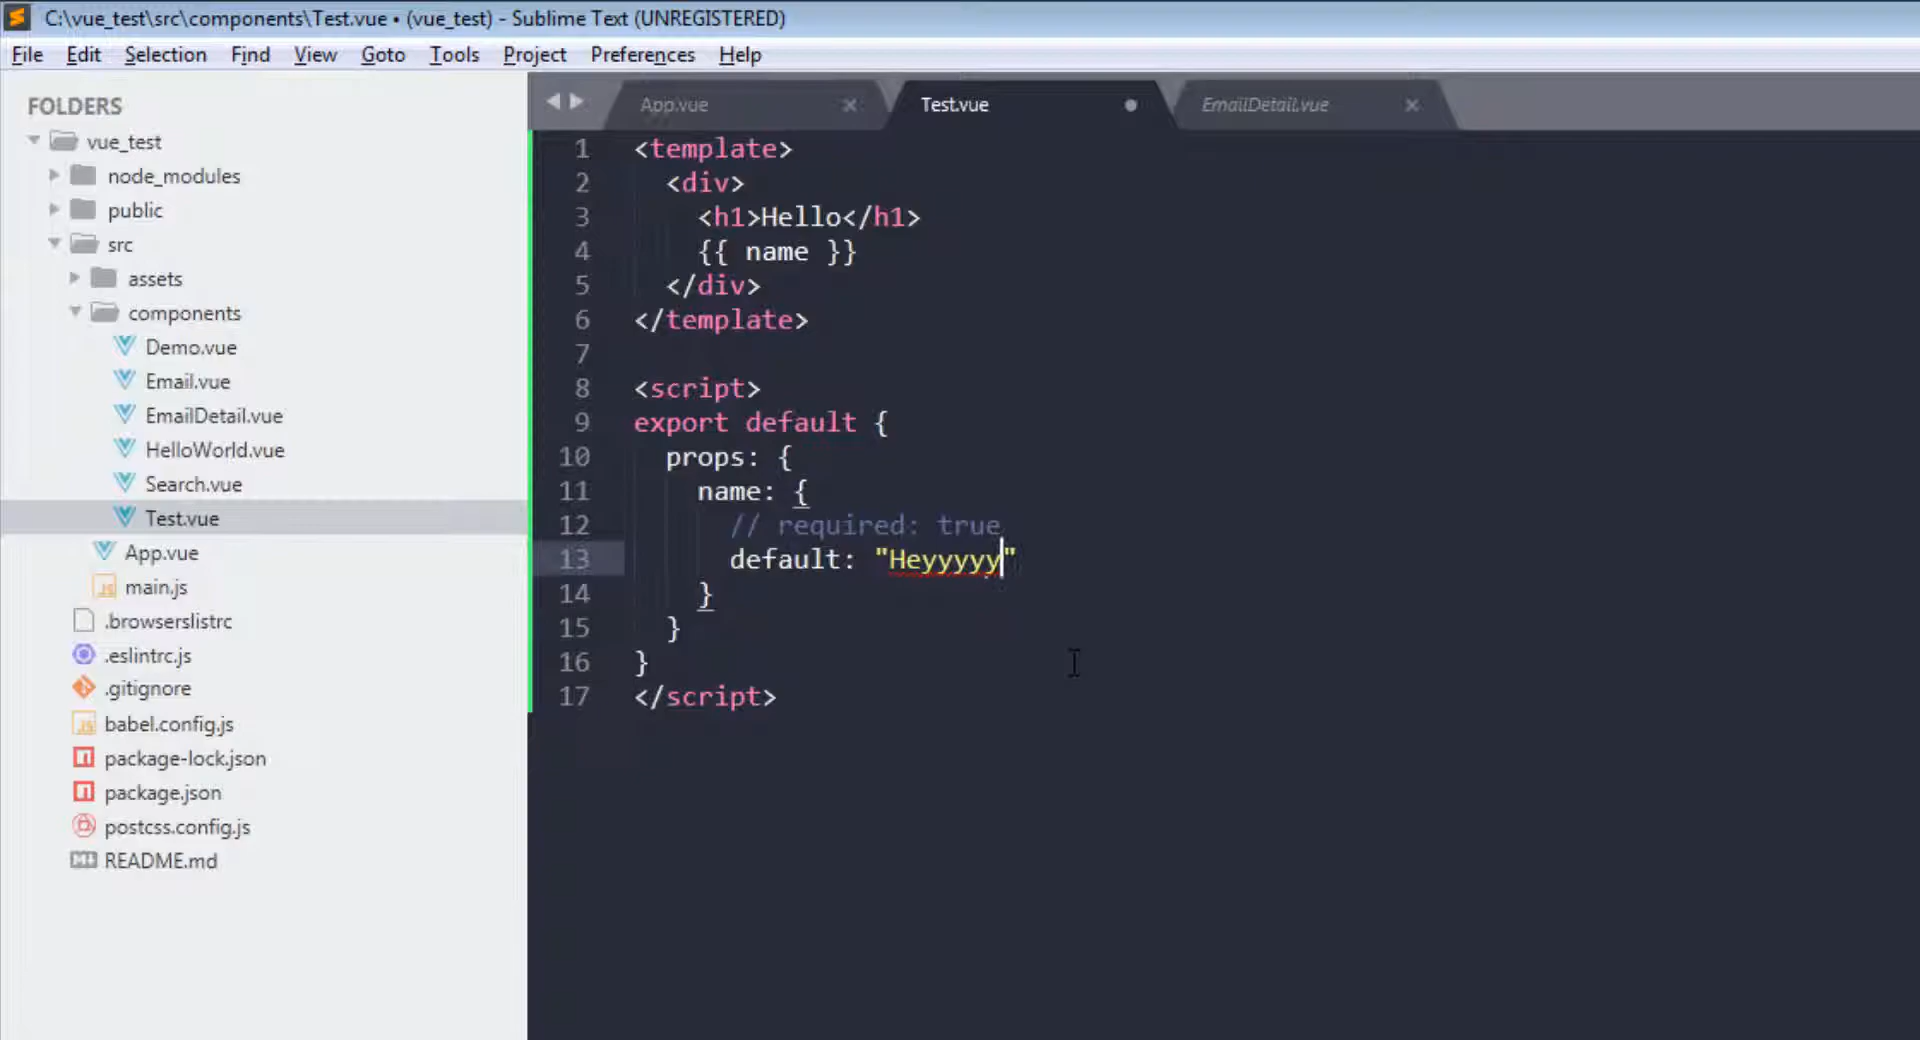 C:\vue_test\src\components\Test.vue • (vue_test) - Sublime Text (UNREGISTERED)
File Edit Selection Find View Goto Tools Project Preferences Help
FOLDERS
vue_test
node_modules
public
src
assets
components
Demo.vue
Email.vue
EmailDetail.vue
HelloWorld.vue
Search.vue
Test.vue
App.vue
JS main.js
.browserslistrc
.eslintrc.js
.gitignore
JS babel.config.js
package-lock.json
package.json
postcss.config.js
README.md
App.vue Test.vue EmailDetail.vue
1 <template>
2 <div>
3 <h1>Hello</h1>
4 {{ name }}
5 </div>
6 </template>
7
8 <script>
9 export default {
10 props: {
11 name: {
12 // required: true
13 default: "Heyyyyy"
14 }
15 }
16 }
17 </script>